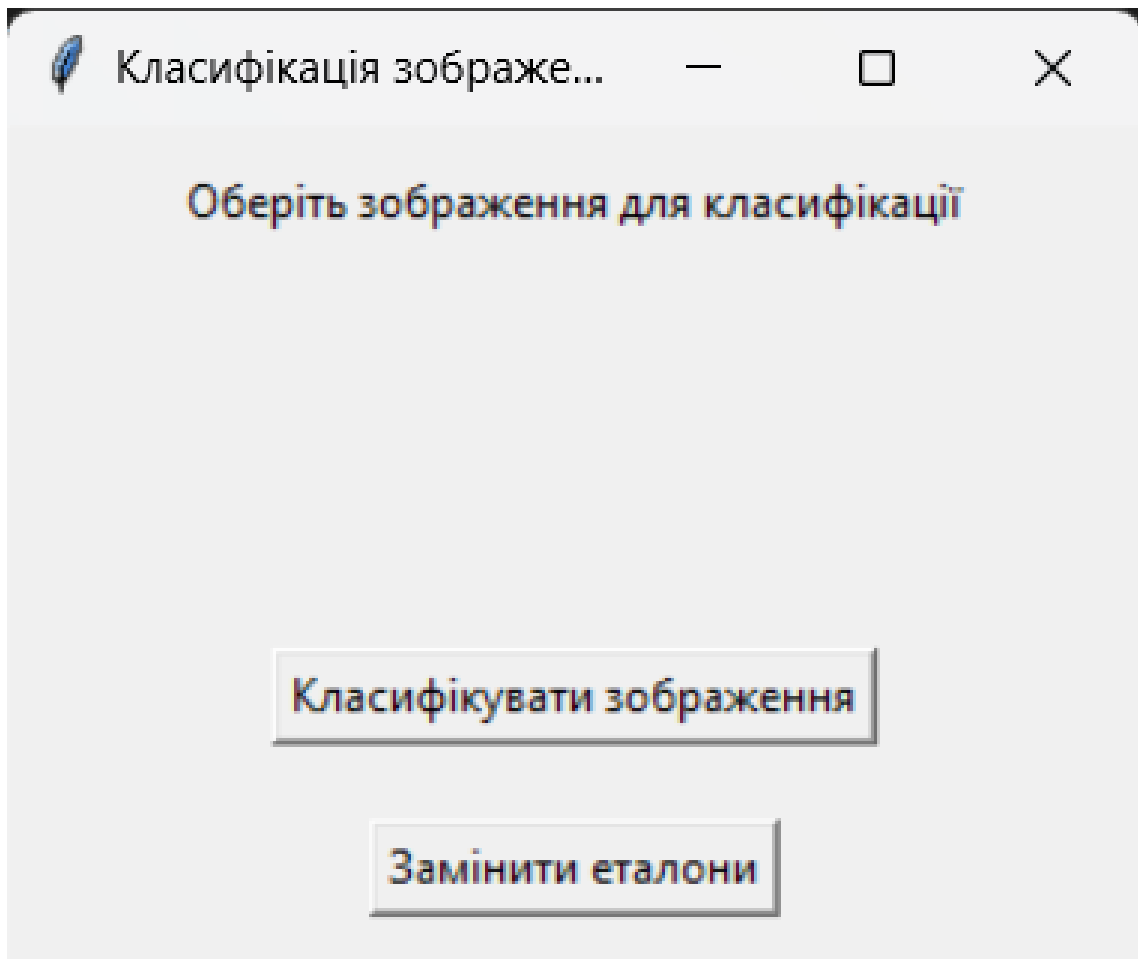 Класифікація зображе...
Оберіть зображення для класифікації
Класифікувати зображення
Замінити еталони